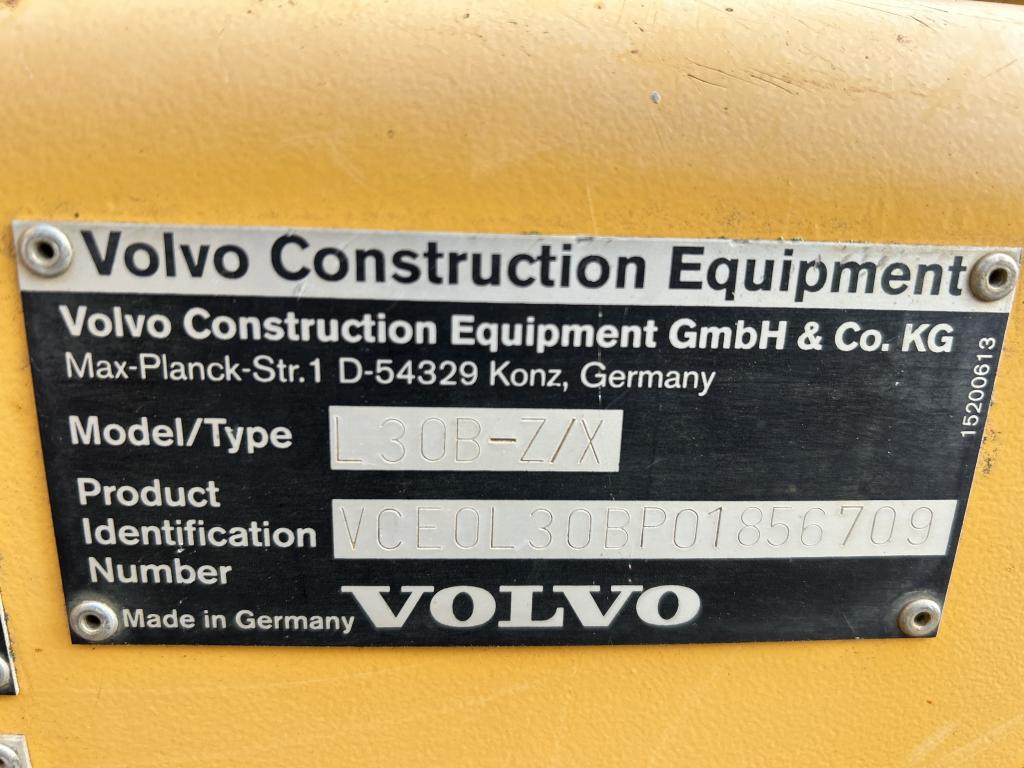 Volvo Construction Equipment
Volvo Construction Equipment GmbH & Co. KG
Max-Planck-Str.1 D-54329 Konz, Germany
15200613
Model/Type L30B-Z/X
Product
Identification VCE0L30BP01856709
Number
Made in Germany VOLVO